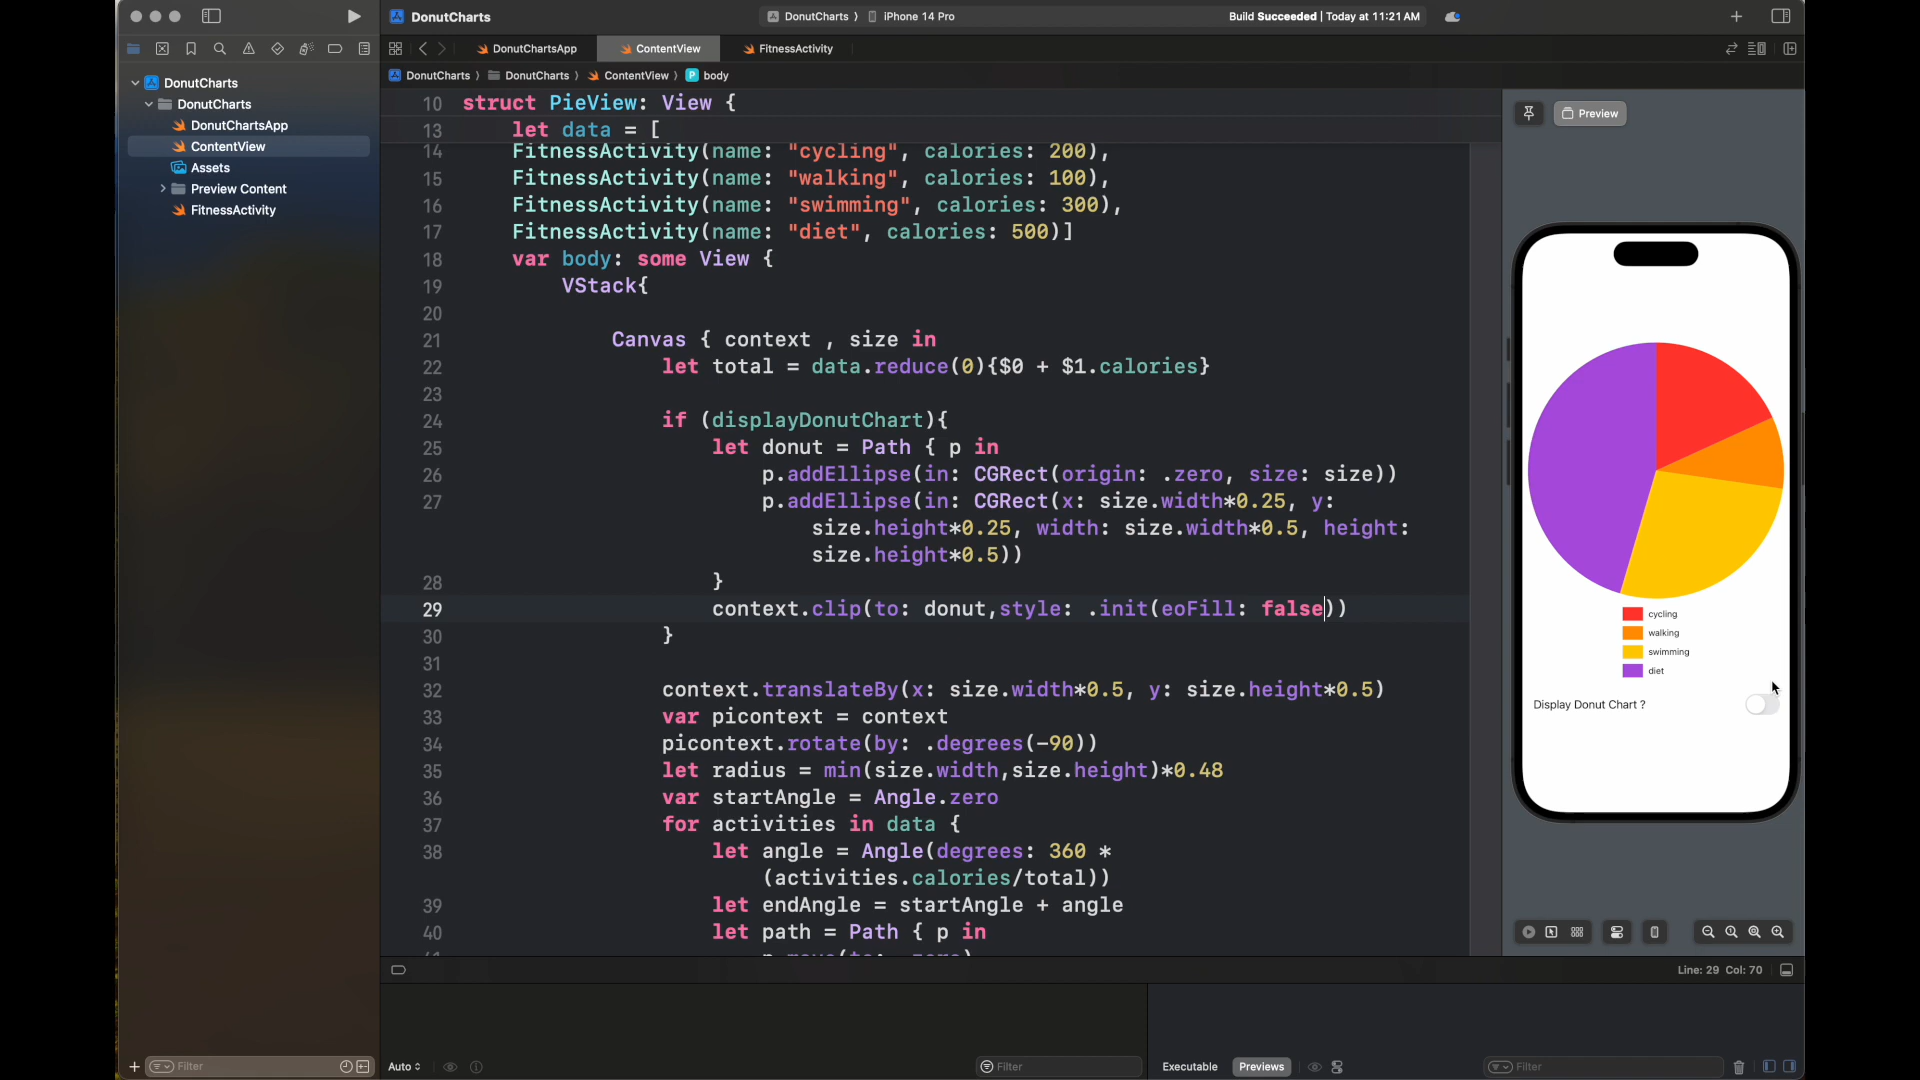 DonutCharts
DonutCharts
iPhone 14 Pro
Build Succeeded | Today at 11:21 AM
DonutChartsApp
ContentView
FitnessActivity
DonutCharts
DonutCharts
ContentView
body
DonutCharts
DonutCharts
DonutChartsApp
ContentView
Assets
Preview Content
FitnessActivity
10 struct PieView: View {
13 let data = [
14 FitnessActivity(name: "cycling", calories: 200),
15 FitnessActivity(name: "walking", calories: 100),
16 FitnessActivity(name: "swimming", calories: 300),
17 FitnessActivity(name: "diet", calories: 500)]
18 var body: some View {
19 VStack{
20
21 Canvas { context , size in
22 let total = data.reduce(0){$0 + $1.calories}
23
24 if (displayDonutChart){
25 let donut = Path { p in
26 p.addEllipse(in: CGRect(origin: .zero, size: size))
27 p.addEllipse(in: CGRect(x: size.width*0.25, y:
size.height*0.25, width: size.width*0.5, height:
size.height*0.5))
28 }
29 context.clip(to: donut,style: .init(eoFill: false))
30 }
31
32 context.translateBy(x: size.width*0.5, y: size.height*0.5)
33 var picontext = context
34 picontext.rotate(by: .degrees(-90))
35 let radius = min(size.width,size.height)*0.48
36 var startAngle = Angle.zero
37 for activities in data {
38 let angle = Angle(degrees: 360 *
(activities.calories/total))
39 let endAngle = startAngle + angle
40 let path = Path { p in
Preview
cycling
walking
swimming
diet
Display Donut Chart ?
Line: 29 Col: 70
Filter
Auto
Filter
Executable
Previews
Filter